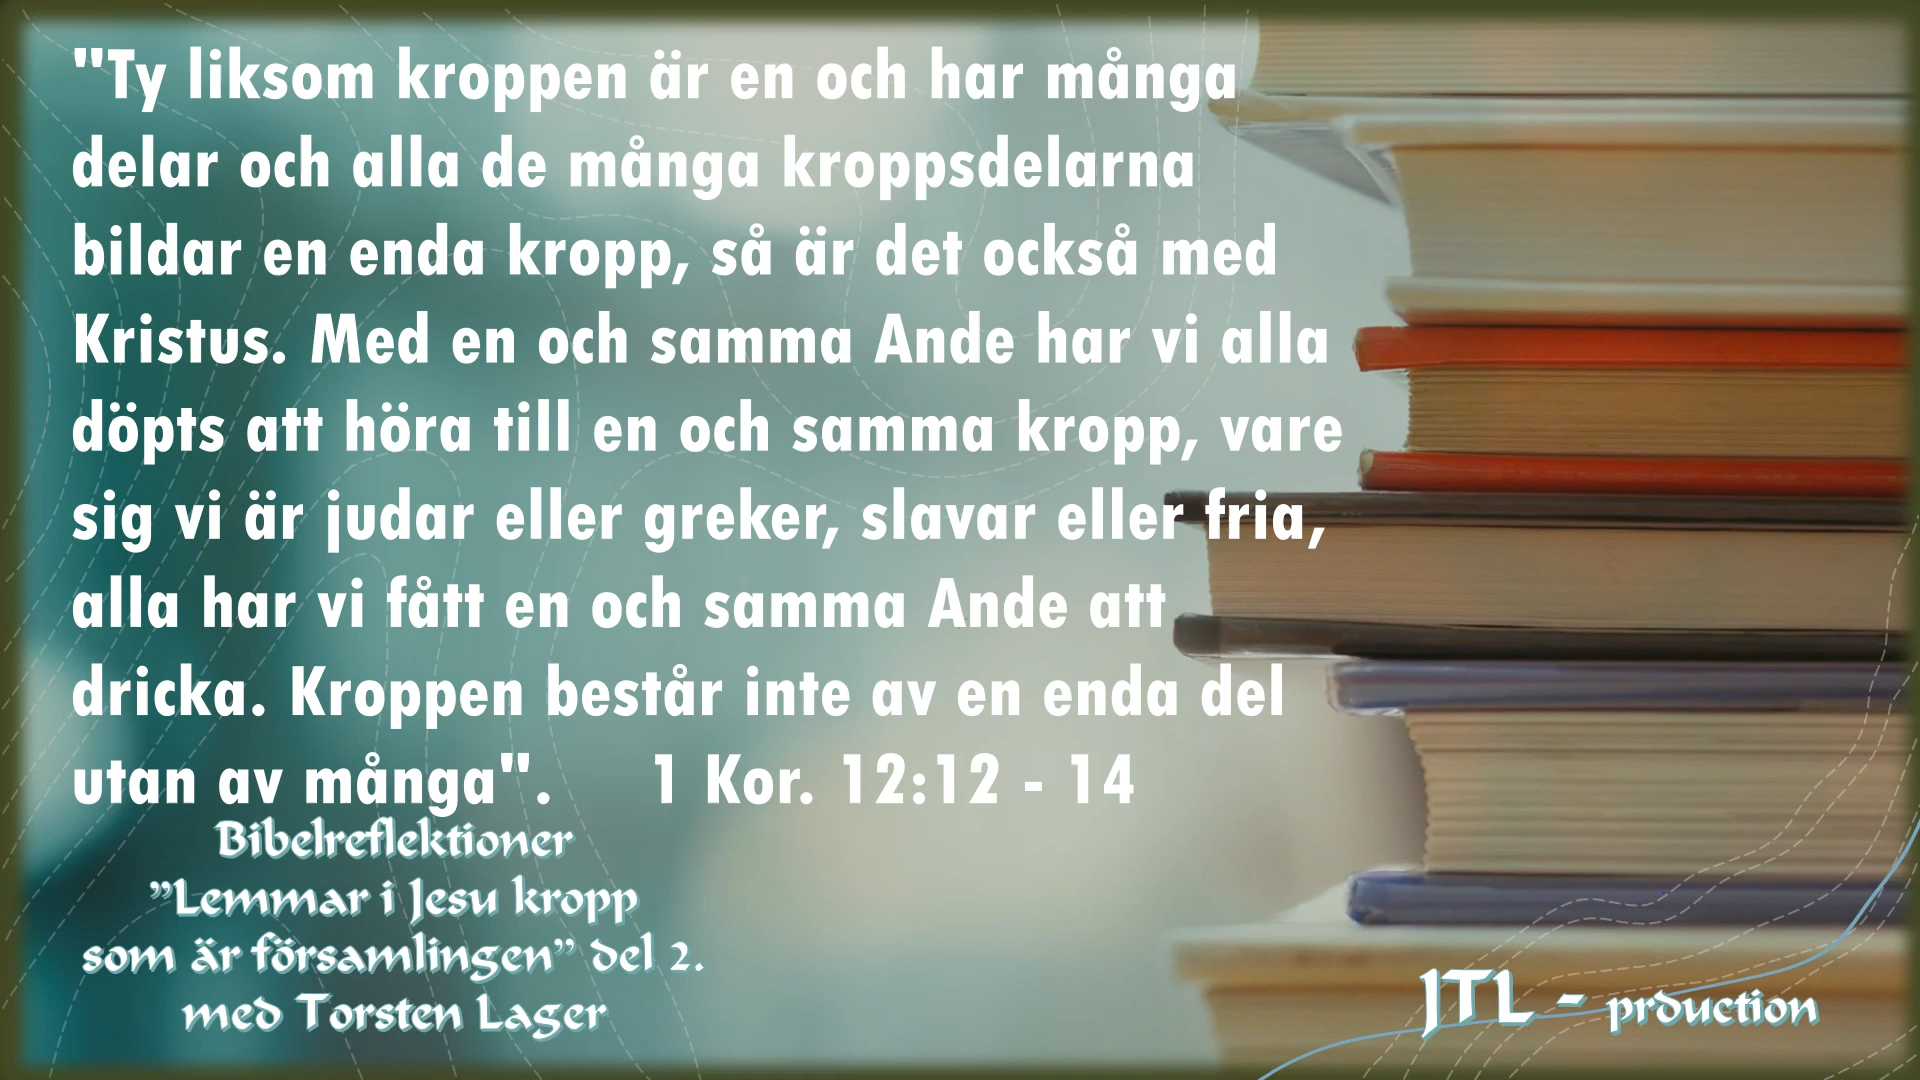 "Ty liksom kroppen är en och har många
delar och alla de många kroppsdelarna
bildar en enda kropp, så är det också med
Kristus. Med en och samma Ande har vi alla
döpts att höra till en och samma kropp, vare
sig vi är judar eller greker, slavar eller fria,
alla har vi fått en och samma Ande att
dricka. Kroppen består inte av en enda del
utan av många". 1 Kor. 12:12 - 14
Bibelreflektioner
”Lemmar i Jesu kropp
som är församlingen” del 2.
med Torsten Lager
JTL - prduction